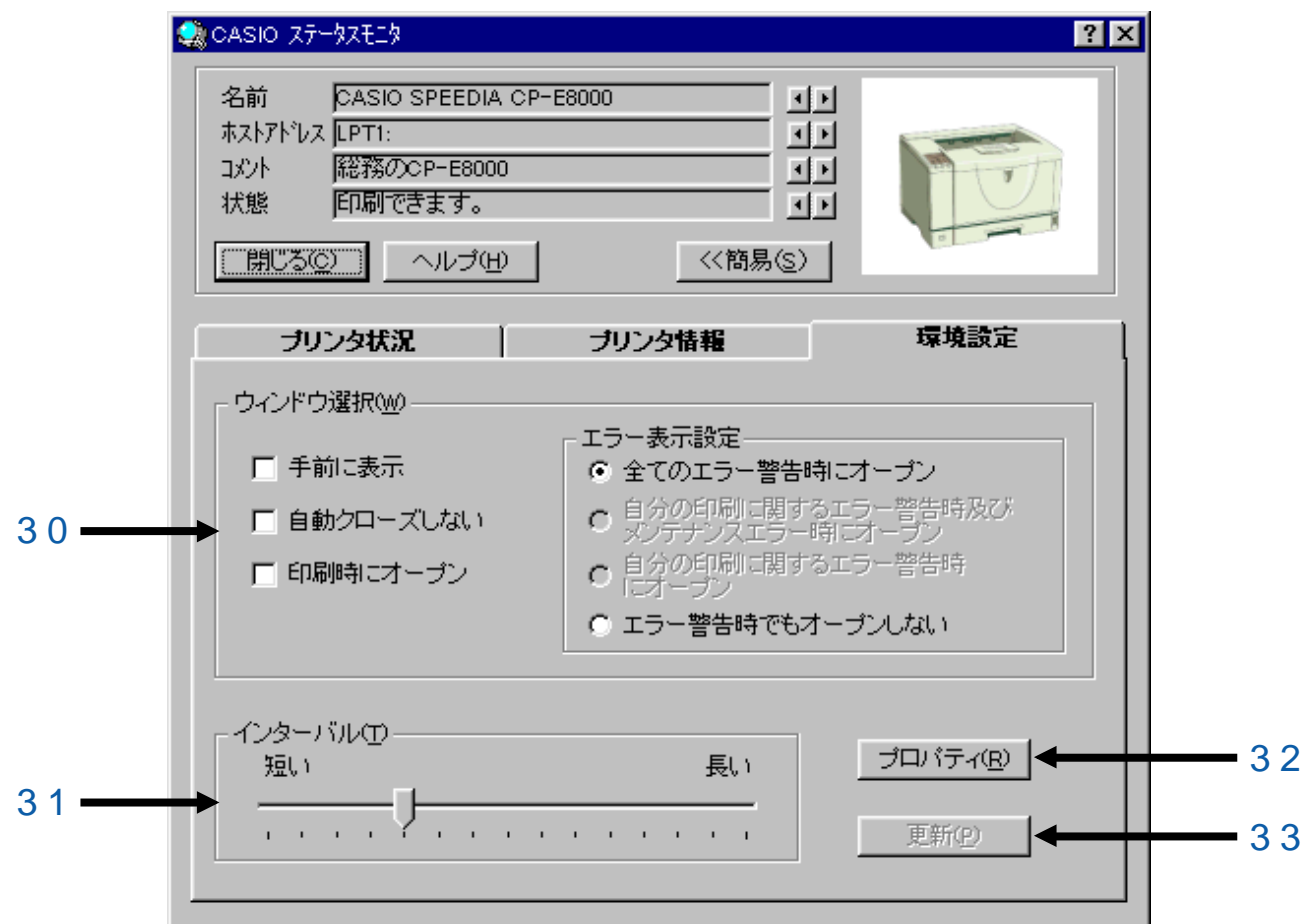 CASIO ステータスモニタ
名前 CASIO SPEEDIA CP-E8000
ホストアドレス LPT1:
コメント 総務のCP-E8000
状態 印刷できます。
閉じる(C) ヘルプ(H) <<簡易(S)
プリンタ状況 プリンタ情報 環境設定
ウィンドウ選択(W)
手前に表示
30 自動クローズしない
印刷時にオープン
エラー表示設定
全てのエラー警告時にオープン
自分の印刷に関するエラー警告時及び
メンテナンスエラー時にオープン
自分の印刷に関するエラー警告時
にオープン
エラー警告時でもオープンしない
インターバル(T)
短い 長い
31
プロパティ(R) 32
更新(P) 33